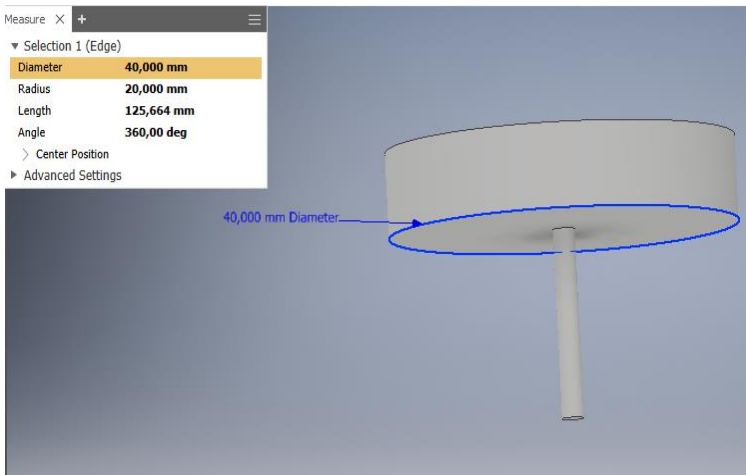 Measure × +
Selection 1 (Edge)
Diameter 40,000 mm
Radius 20,000 mm
Length 125,664 mm
Angle 360,00 deg
Center Position
Advanced Settings
40,000 mm Diameter